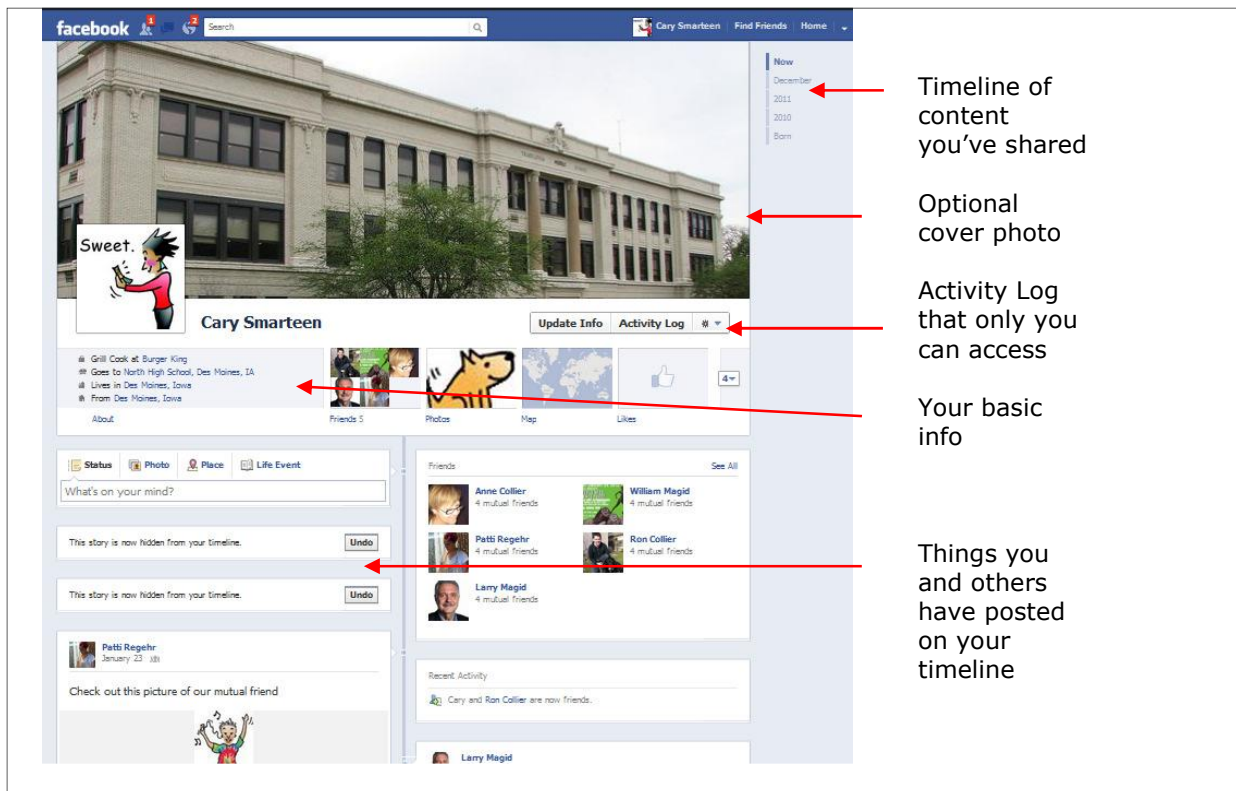 facebook
1
2
Search
Cary Smarteen
Find Friends
Home
Now
December
2011
2010
Born
Sweet.
Cary Smarteen
Update Info
Activity Log
Grill Cook at Burger King
Goes to North High School, Des Moines, IA
Lives in Des Moines, Iowa
From Des Moines, Iowa
About
Friends 5
Photos
Map
Likes
4
Status
Photo
Place
Life Event
What's on your mind?
This story is now hidden from your timeline.
Undo
This story is now hidden from your timeline.
Undo
Patti Regehr
January 23
Check out this picture of our mutual friend
Friends
See All
Anne Collier
4 mutual friends
William Magid
4 mutual friends
Patti Regehr
4 mutual friends
Ron Collier
4 mutual friends
Larry Magid
4 mutual friends
Recent Activity
Cary and Ron Collier are now friends.
Larry Magid
Timeline of
content
you’ve shared
Optional
cover photo
Activity Log
that only you
can access
Your basic
info
Things you
and others
have posted
on your
timeline